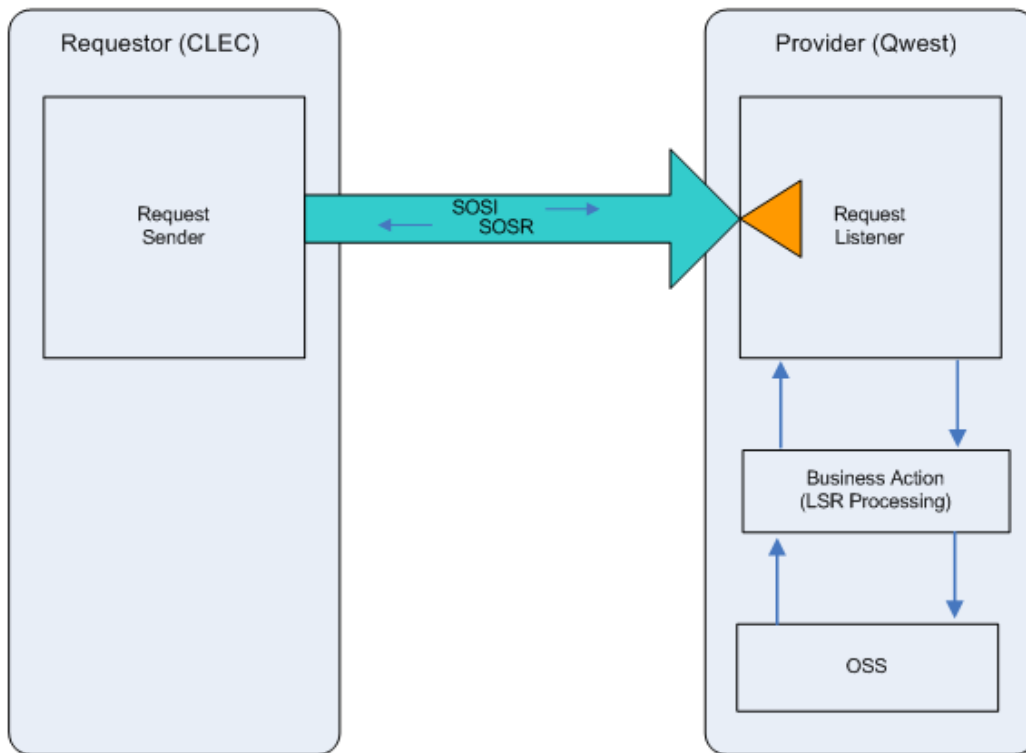 Requestor (CLEC)
Provider (Qwest)
Request
Sender
SOSI
SOSR
Request
Listener
Business Action
(LSR Processing)
OSS